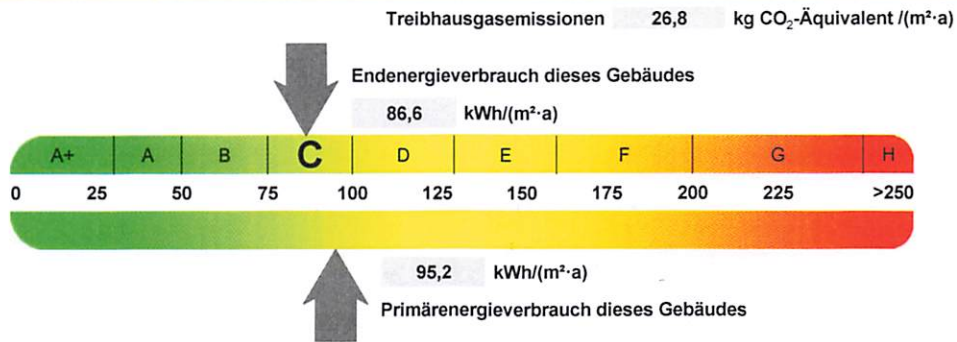 Treibhausgasemissionen 26,8 kg CO₂-Äquivalent /(m²·a)
Endenergieverbrauch dieses Gebäudes
86,6 kWh/(m²·a)
A+ A B C D E F G H
0 25 50 75 100 125 150 175 200 225 >250
95,2 kWh/(m²·a)
Primärenergieverbrauch dieses Gebäudes